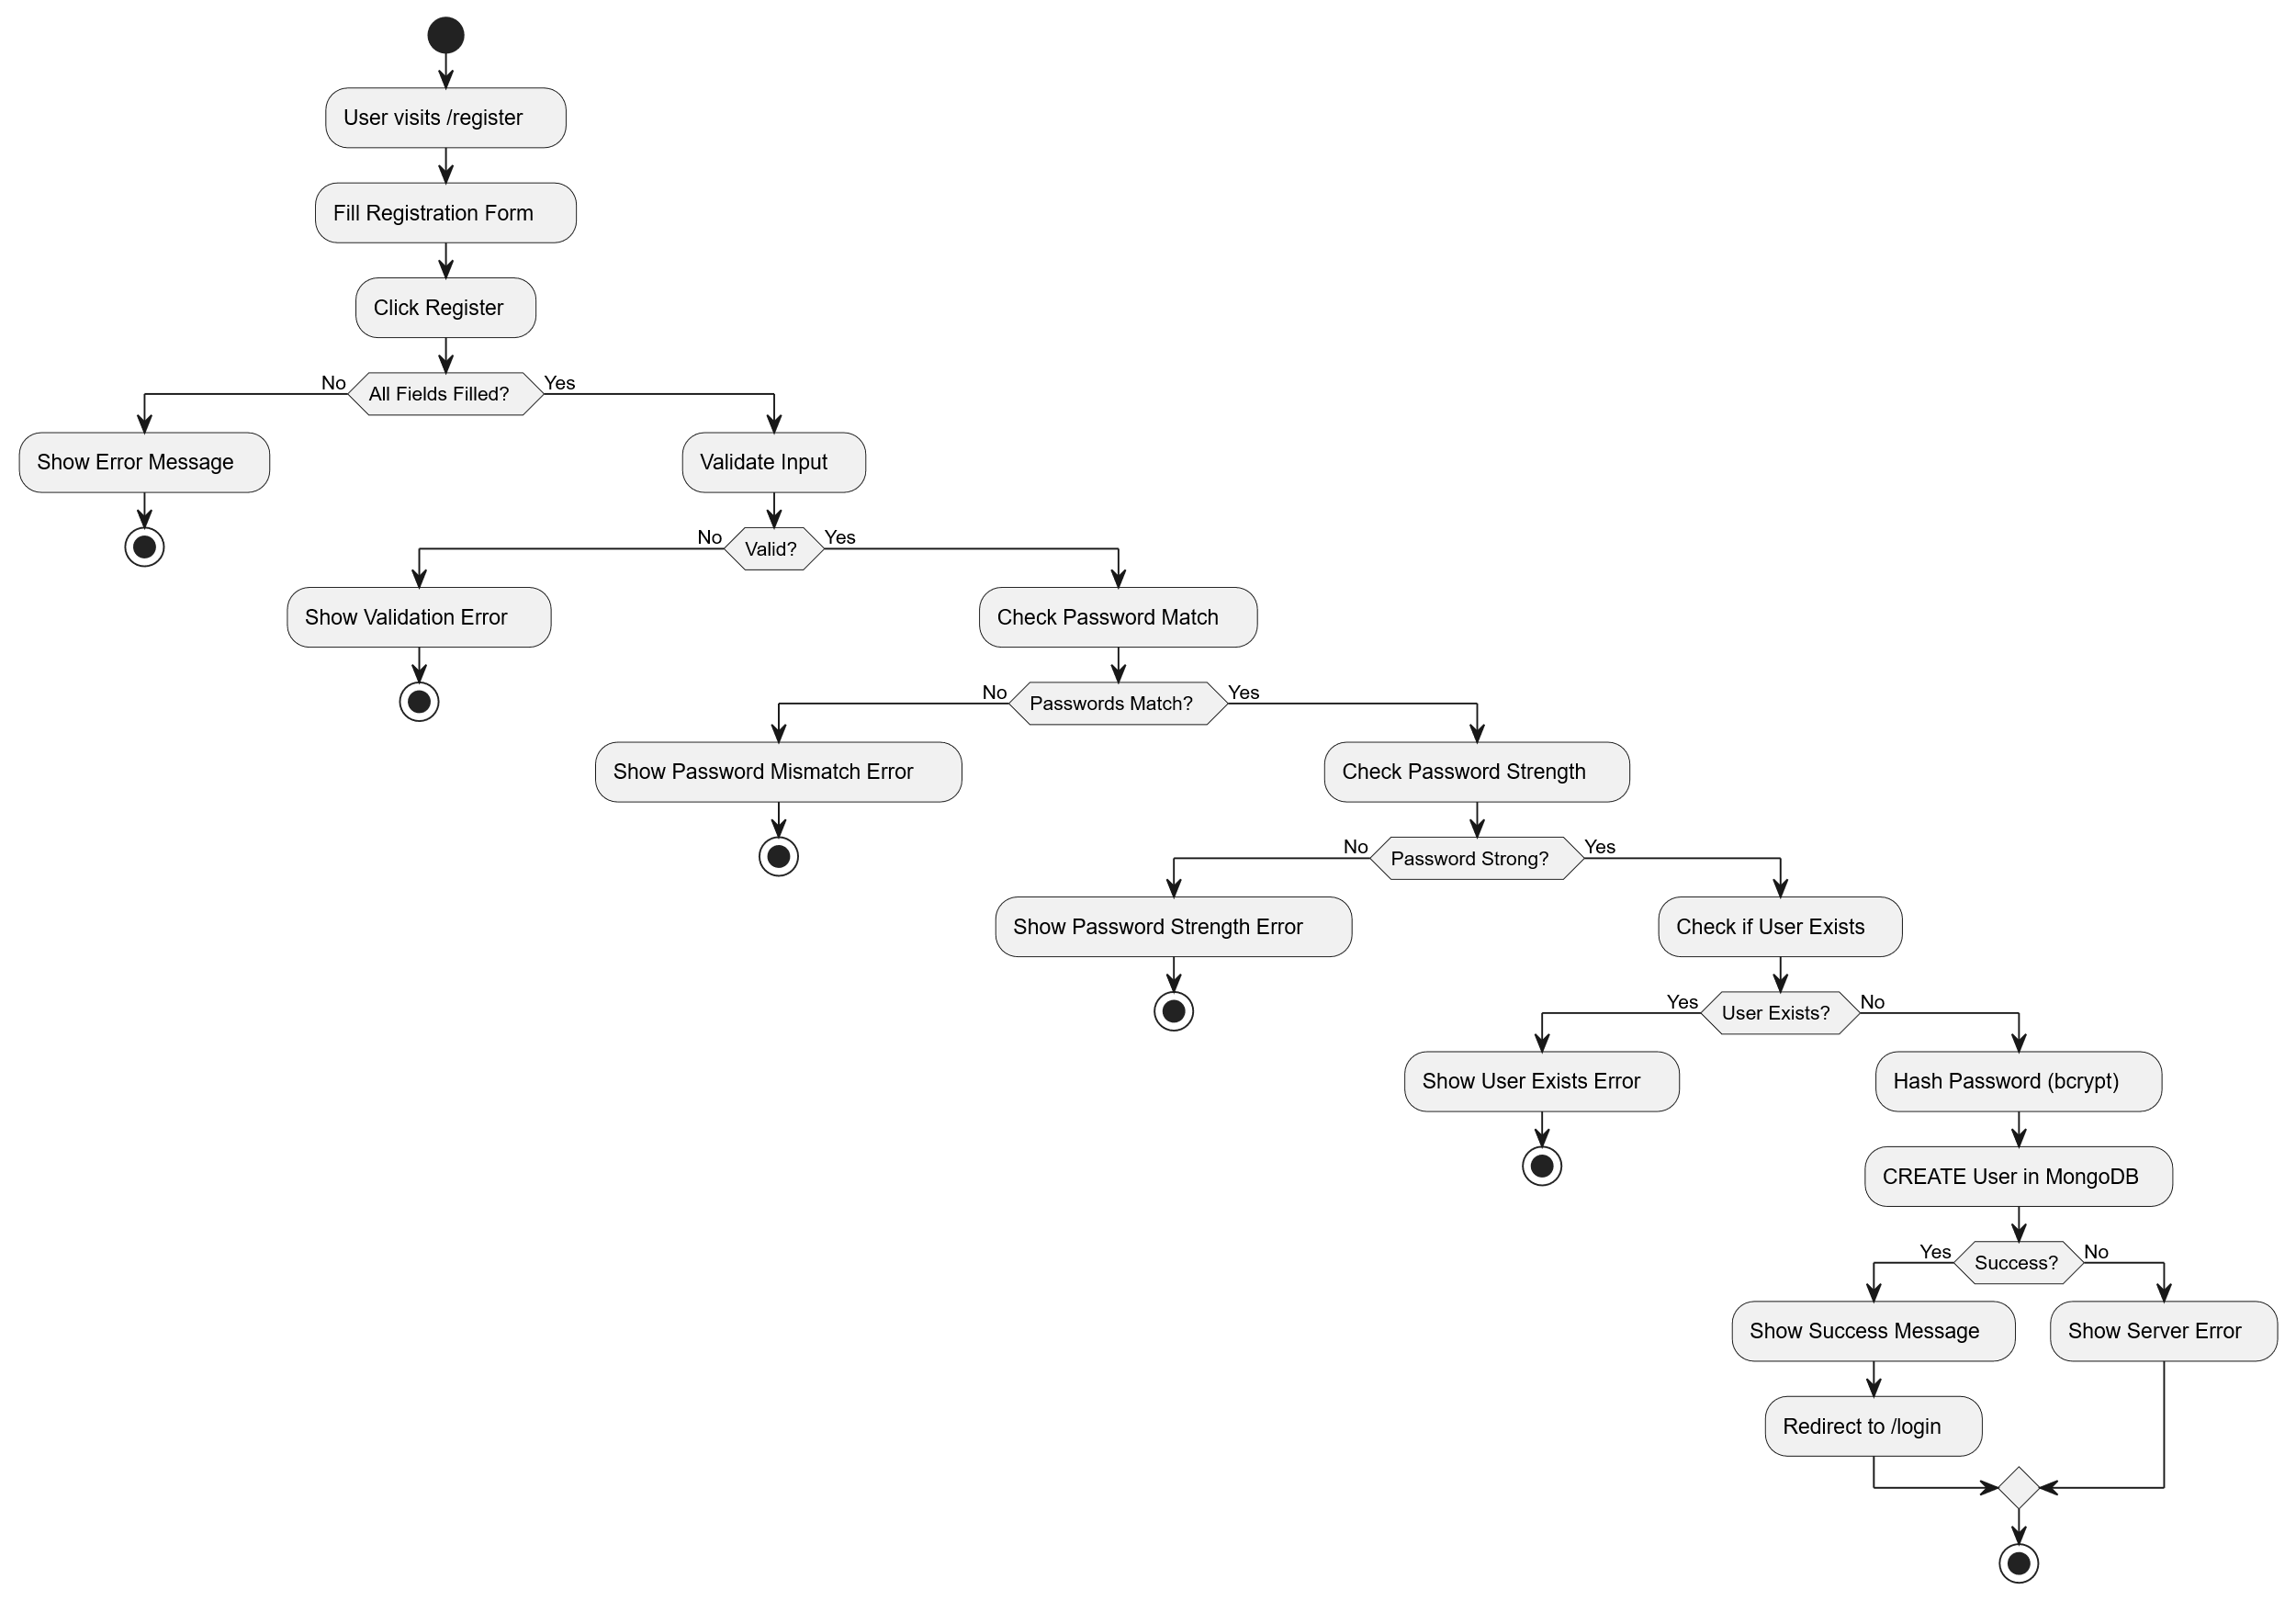 User visits /register
Fill Registration Form
Click Register
No
All Fields Filled?
Yes
Show Error Message
Validate Input
No
Valid?
Yes
Show Validation Error
Check Password Match
No
Passwords Match?
Yes
Show Password Mismatch Error
Check Password Strength
No
Password Strong?
Yes
Show Password Strength Error
Check if User Exists
Yes
User Exists?
No
Show User Exists Error
Hash Password (bcrypt)
CREATE User in MongoDB
Yes
Success?
No
Show Success Message
Show Server Error
Redirect to /login